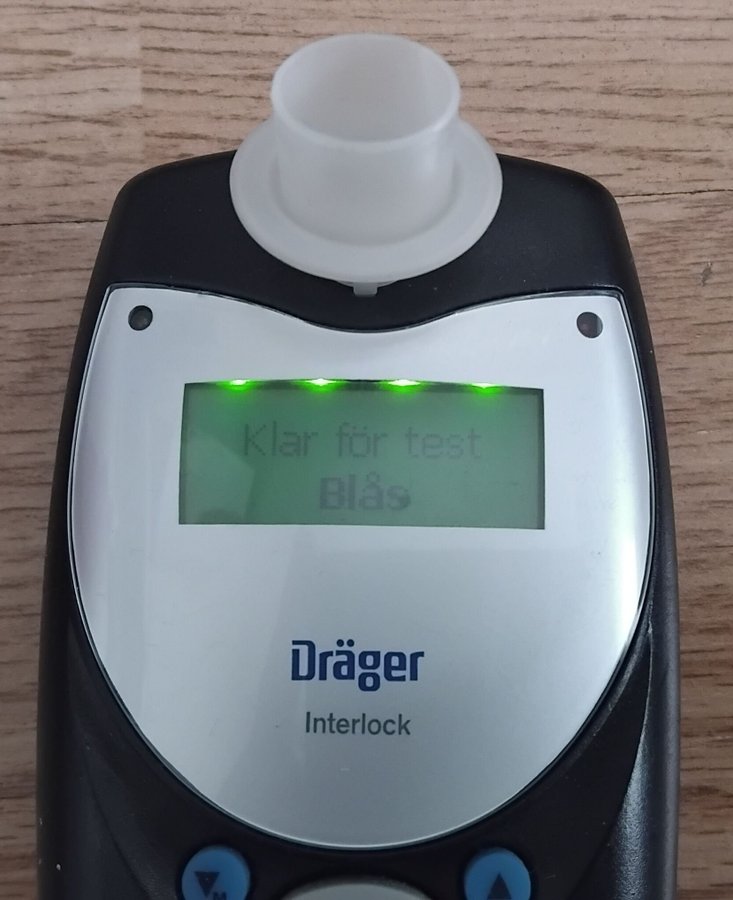 Klar för test
Blås
Dräger
Interlock
M